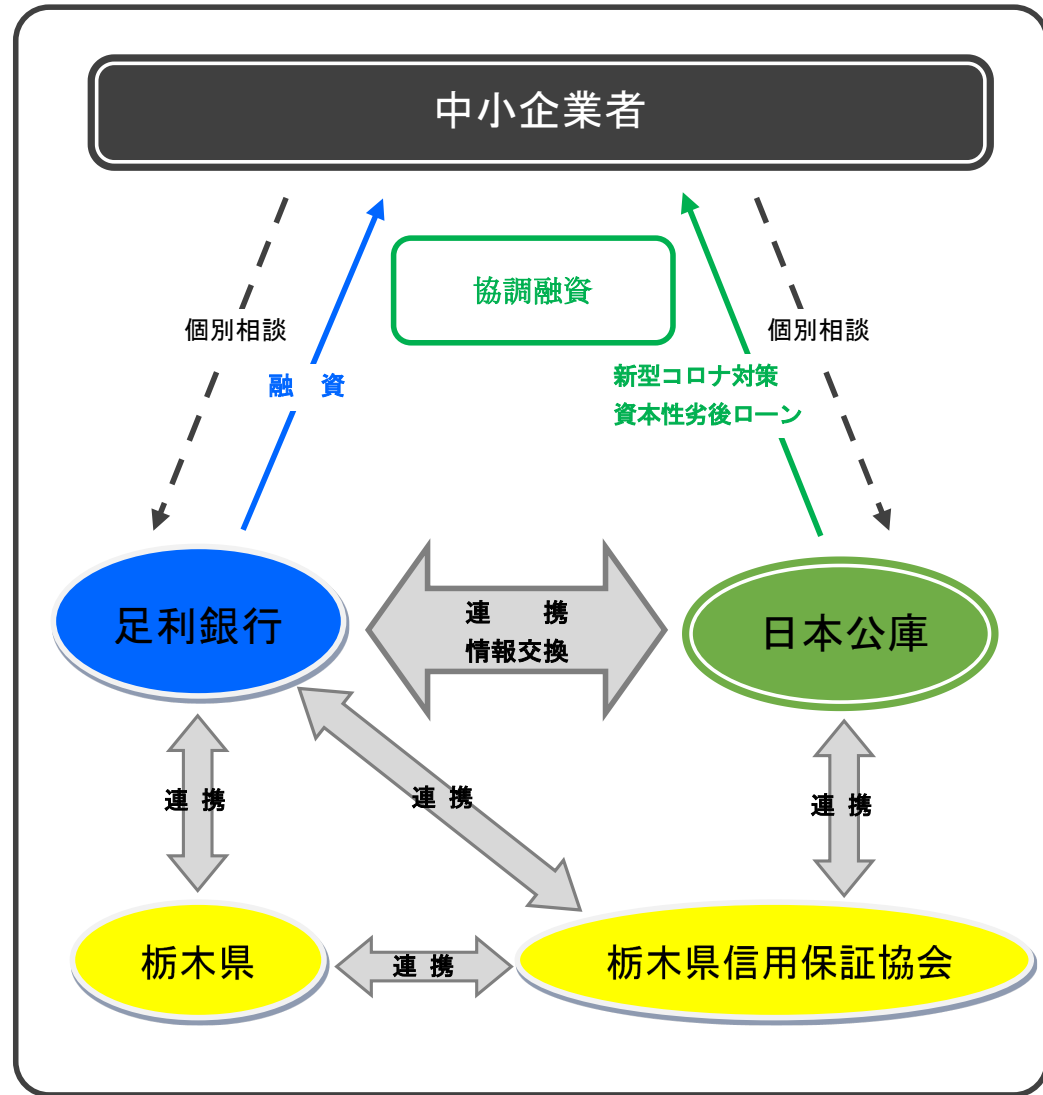 中小企業者
協調融資
個別相談
個別相談
融　資
新型コロナ対策
資本性劣後ローン
足利銀行
連　　携
情報交換
日本公庫
連 携
連 携
連 携
栃木県
連 携
栃木県信用保証協会